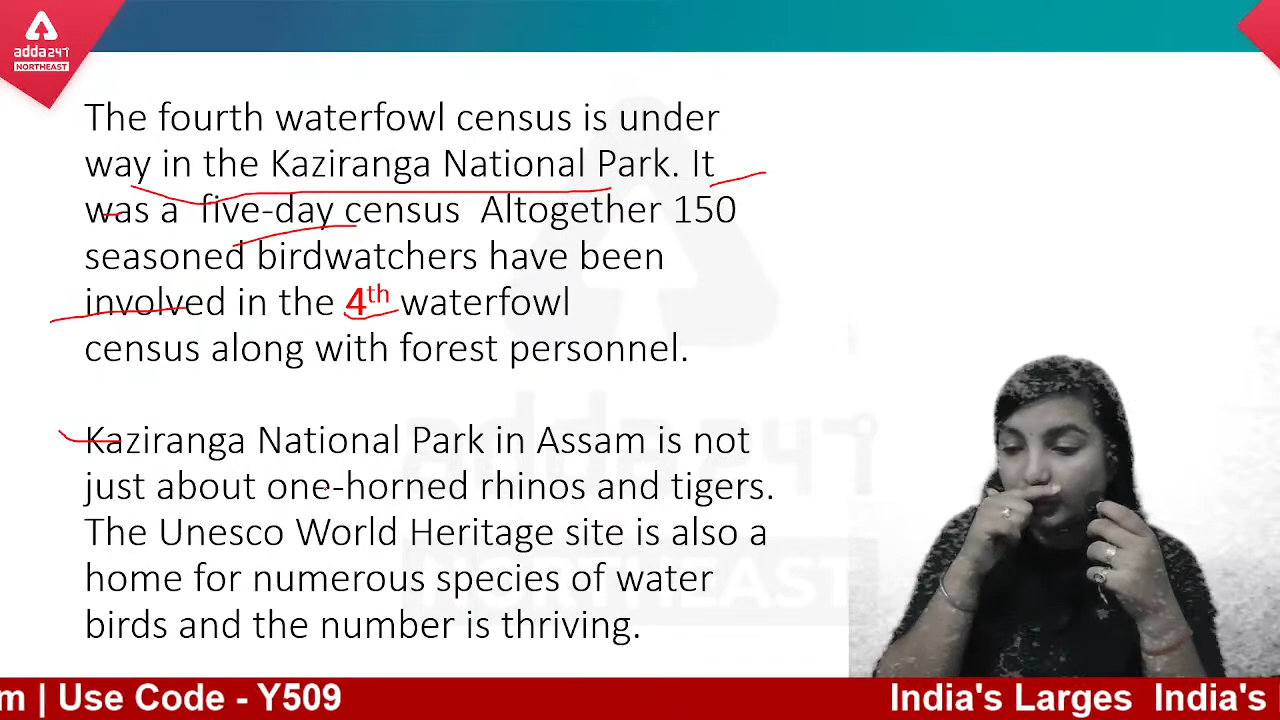 adda247
NORTHEAST
The fourth waterfowl census is under
way in the Kaziranga National Park. It
was a five-day census Altogether 150
seasoned birdwatchers have been
involved in the 4th waterfowl
census along with forest personnel.
Kaziranga National Park in Assam is not
just about one-horned rhinos and tigers.
The Unesco World Heritage site is also a
home for numerous species of water
birds and the number is thriving.
adda247
NORTHEAST
m | Use Code - Y509
India's Larges India's